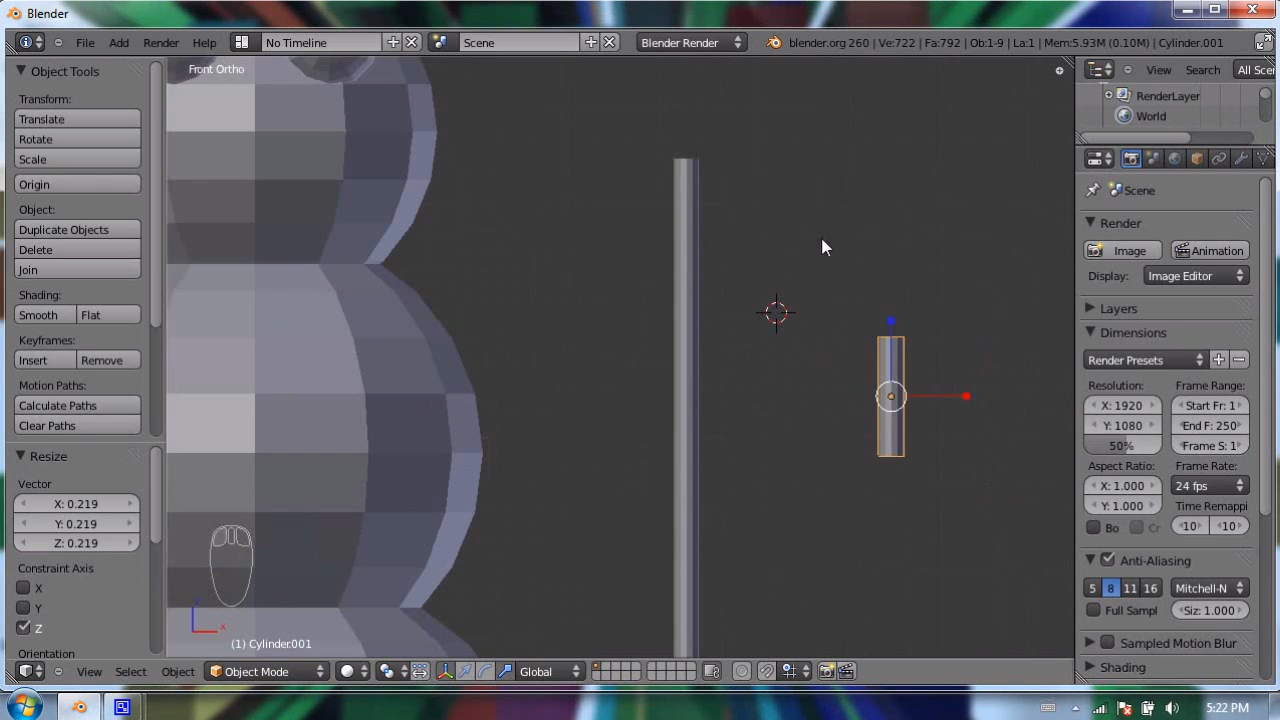 Blender
File Add Render Help No Timeline Scene Blender Render blender.org 260 | Ve:722 | Fa:792 | Ob:1-9 | La:1 | Mem:5.93M (0.10M) | Cylinder.001
Object Tools
Transform:
Translate
Rotate
Scale
Origin
Object:
Duplicate Objects
Delete
Join
Shading:
Smooth Flat
Keyframes:
Insert Remove
Motion Paths:
Calculate Paths
Clear Paths
Resize
Vector
X: 0.219
Y: 0.219
Z: 0.219
Constraint Axis
X
Y
Z
Orientation
Front Ortho
x
(1) Cylinder.001
View Select Object Object Mode Global
View Search All Sce
RenderLayer
World
Scene
Render
Image Animation
Display: Image Editor
Layers
Dimensions
Render Presets
Resolution: Frame Range:
X: 1920 Start Fr: 1
Y: 1080 End F: 250
50% Frame S: 1
Aspect Ratio: Frame Rate:
X: 1.000 24 fps
Y: 1.000 Time Remappi
Bo Cr 10 10
Anti-Aliasing
5 8 11 16 Mitchell-N
Full Sampl Siz: 1.000
Sampled Motion Blur
Shading
5:22 PM